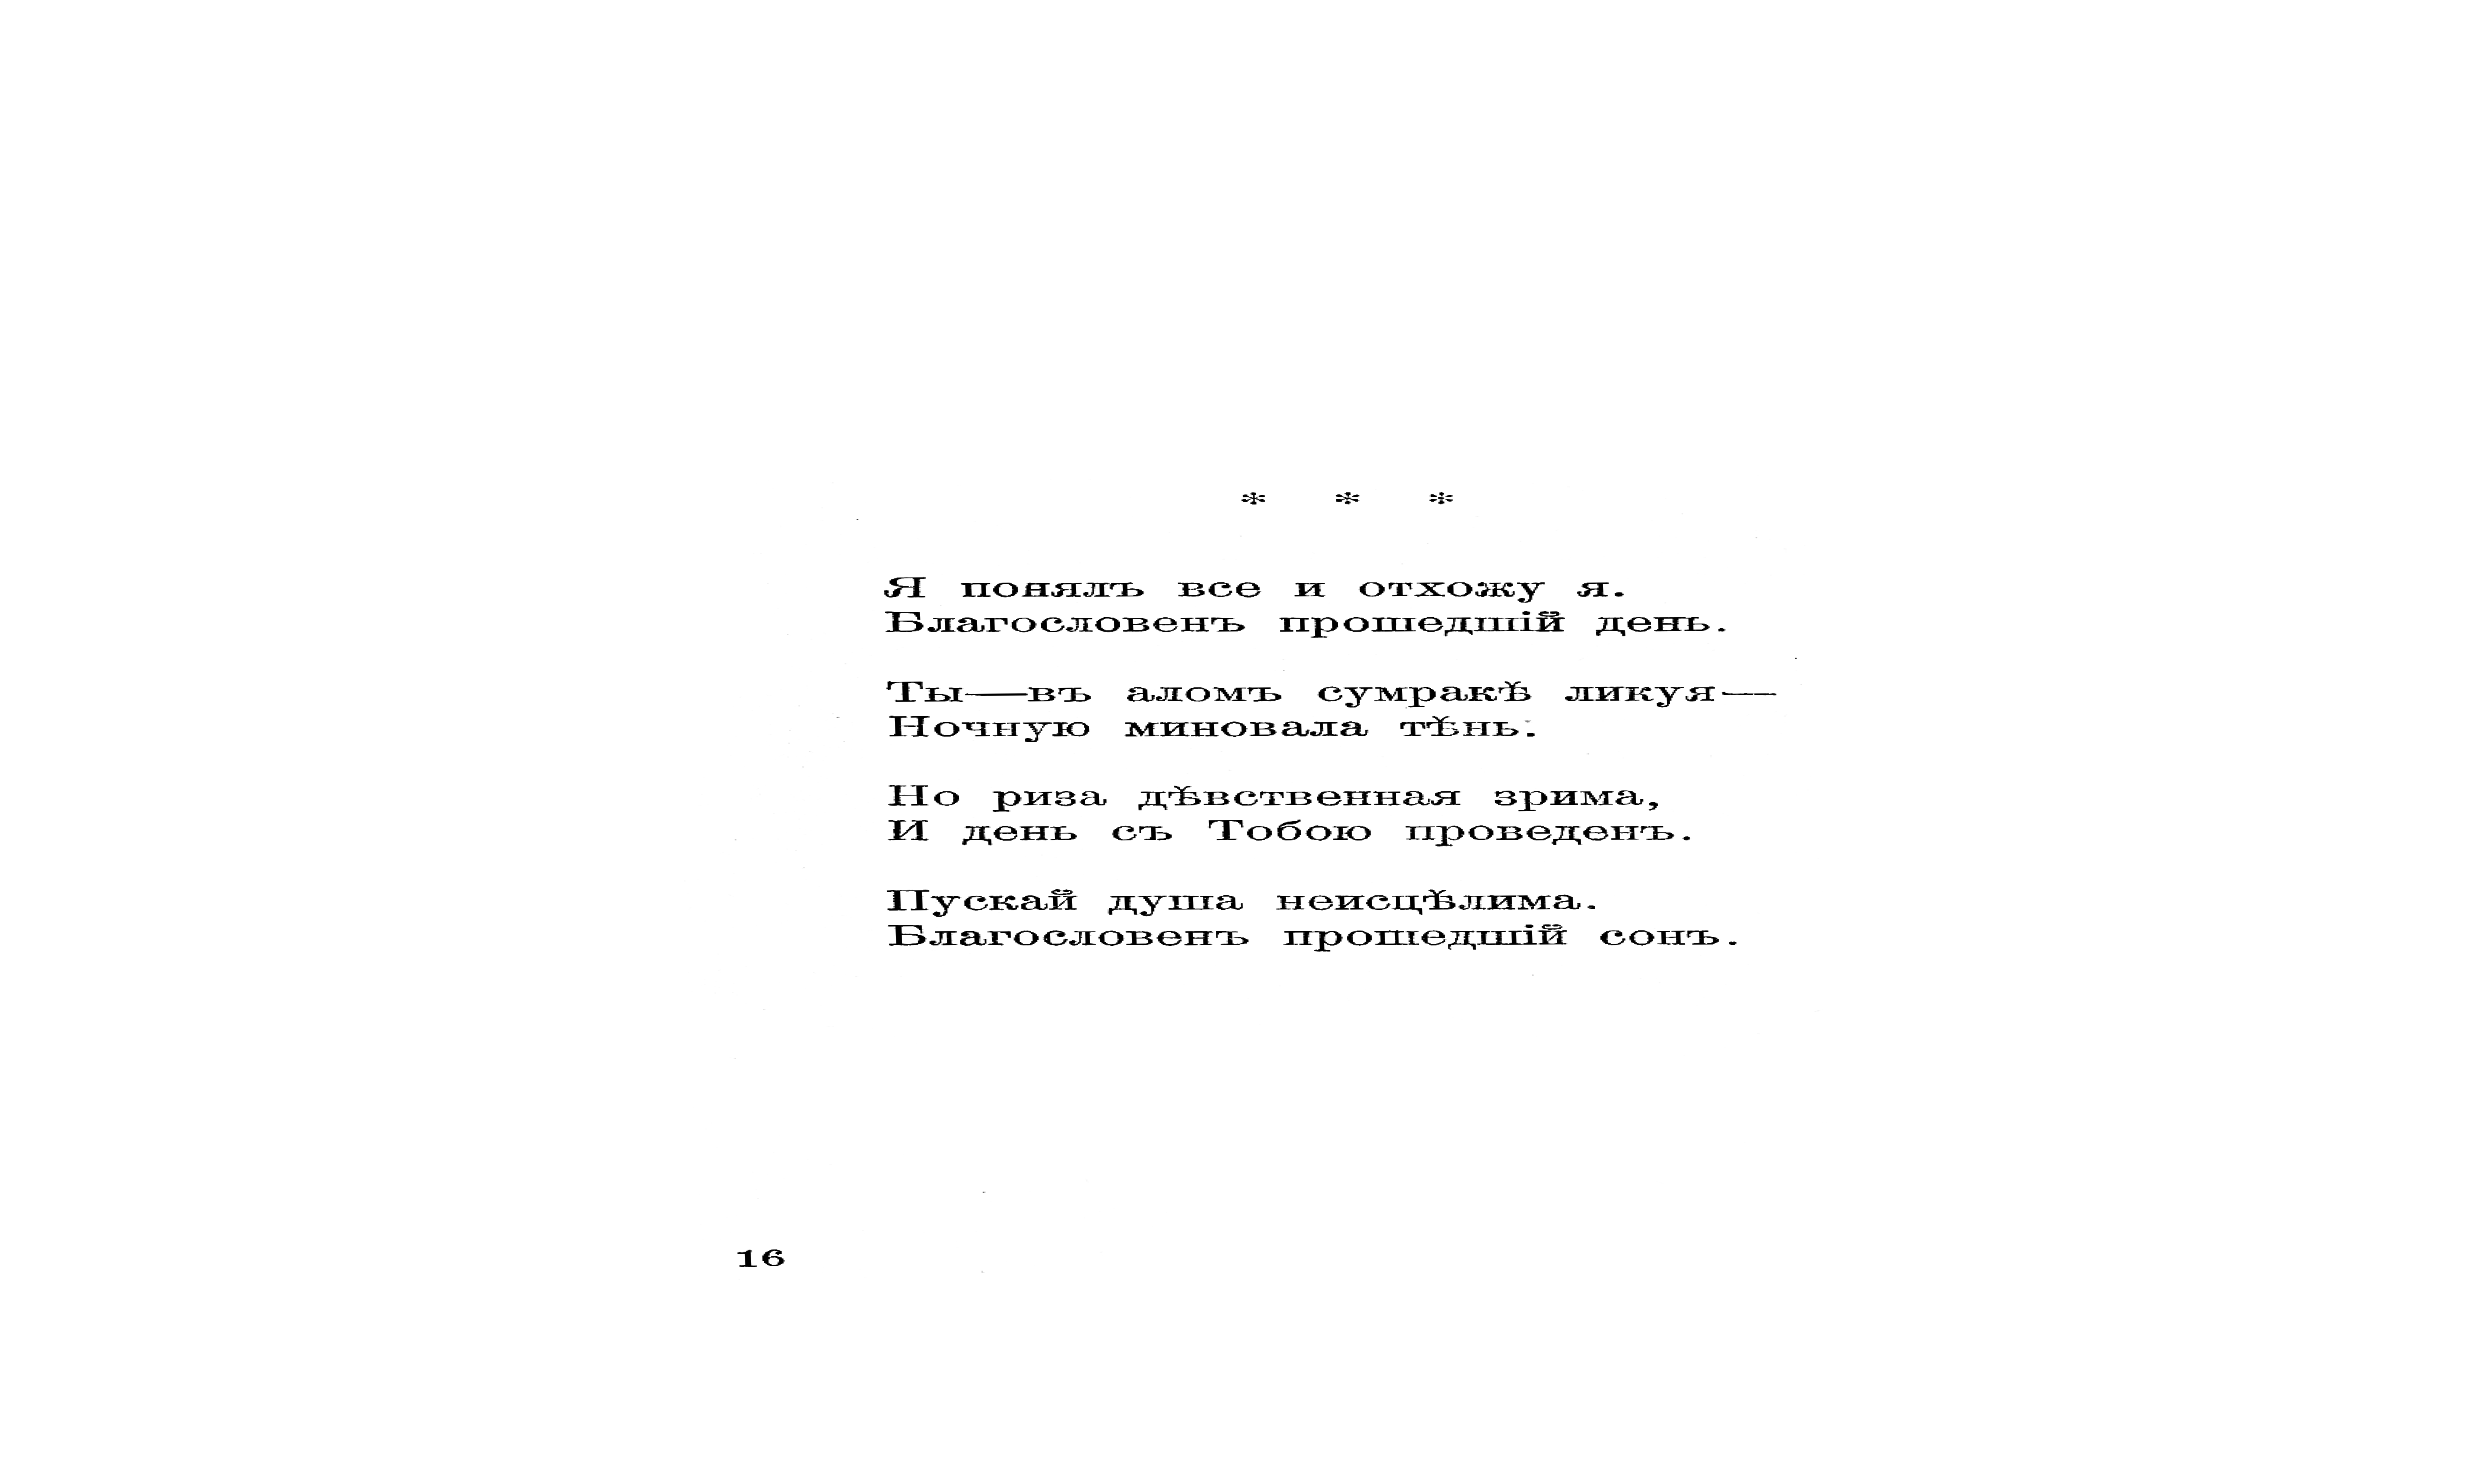 * * *
Я понялъ все и отхожу я.
Благословенъ прошедшій день.
Ты—въ аломъ сумракѣ ликуя—
Ночную миновала тѣнь.
Но риза дѣвственная зрима,
И день съ Тобою проведенъ.
Пускай душа неисцѣлима.
Благословенъ прошедшій сонъ.
16